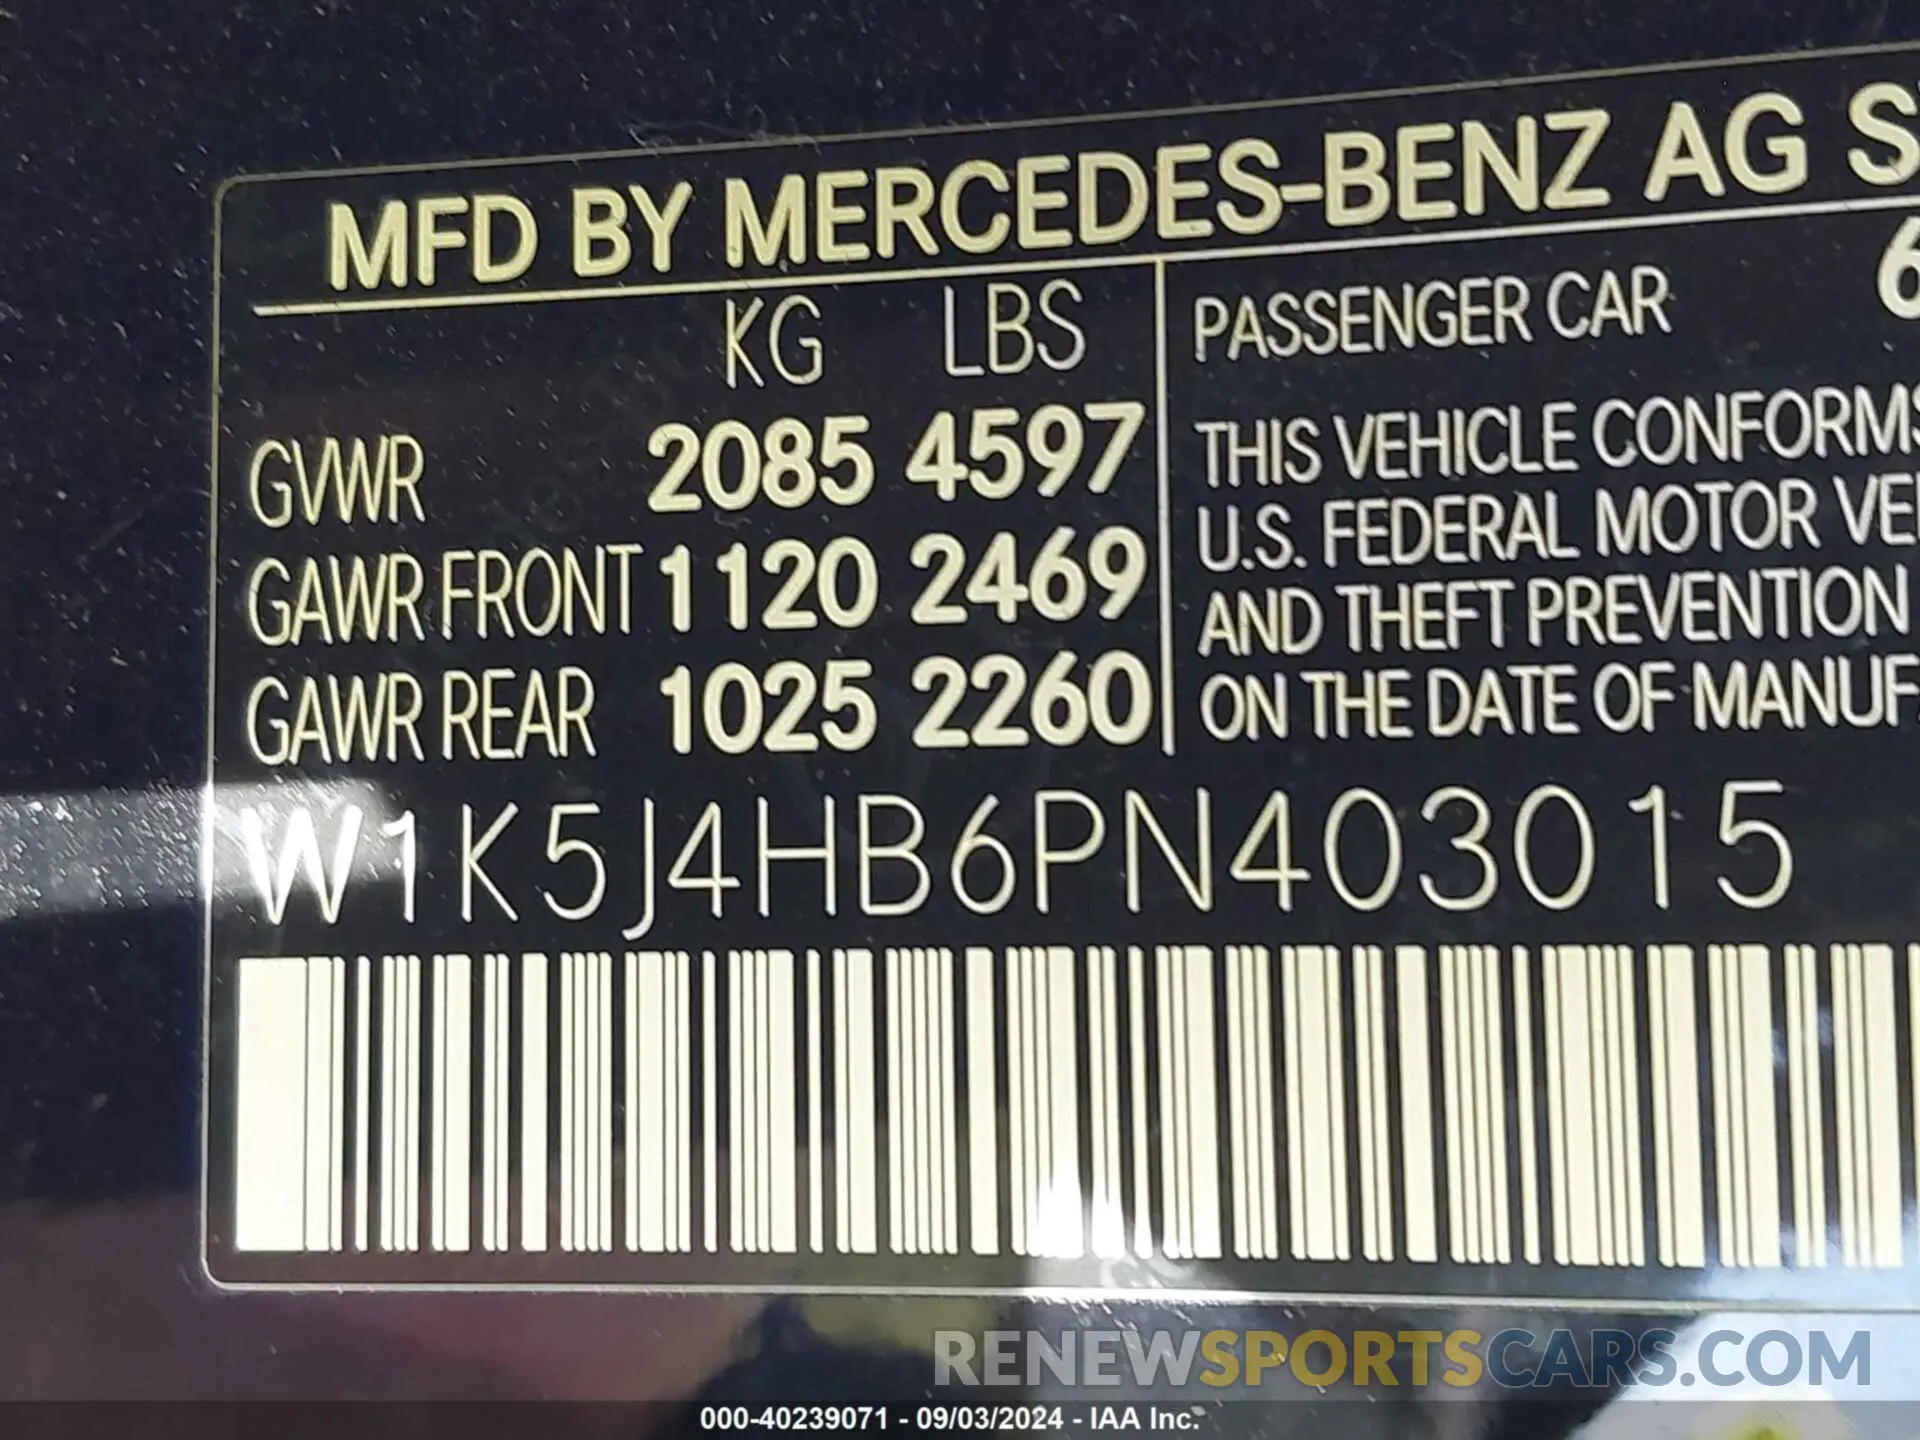 MFD BY MERCEDES-BENZ AG
KG LBS
GVWR 2085 4597
GAWR FRONT 1120 2469
GAWR REAR 1025 2260
PASSENGER CAR 6
THIS VEHICLE CONFORMS
U.S. FEDERAL MOTOR
AND THEFT PREVENTION
ON THE DATE OF
W1K5J4HB6PN403015
RENEWSPORTSCARS.COM
000-40239071 - 09/03/2024 - IAA Inc.